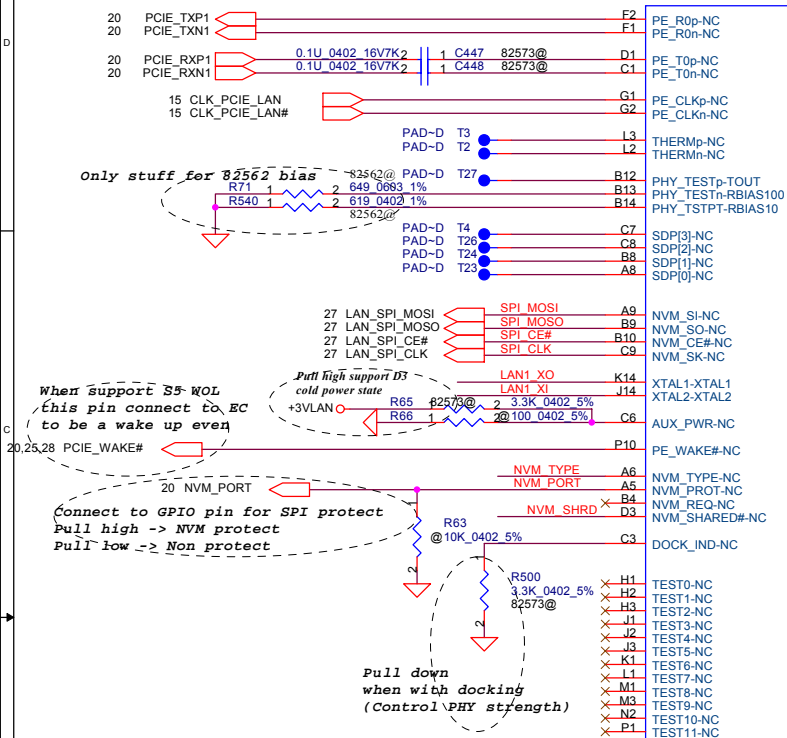 20 PCIE_TXP1 F2 PE_R0p-NC
20 PCIE_TXN1 F1 PE_R0n-NC
D
20 PCIE_RXP1 0.1U_0402_16V7K 2 1 C447 82573@ D1 PE_T0p-NC
20 PCIE_RXN1 0.1U_0402_16V7K 2 1 C448 82573@ C1 PE_T0n-NC
15 CLK_PCIE_LAN G1 PE_CLKp-NC
15 CLK_PCIE_LAN# G2 PE_CLKn-NC
PAD~D T3 L3 THERMp-NC
PAD~D T2 L2 THERMn-NC
Only stuff for 82562 bias 82562@ PAD~D T27 B12 PHY_TESTp-TOUT
R71 1 2 649_0603_1% B13 PHY_TESTn-RBIAS100
R540 1 2 619_0402_1% B14 PHY_TSTPT-RBIAS10
82562@
PAD~D T4 C7 SDP[3]-NC
PAD~D T26 C8 SDP[2]-NC
PAD~D T24 B8 SDP[1]-NC
PAD~D T23 A8 SDP[0]-NC
27 LAN_SPI_MOSI SPI_MOSI A9 NVM_SI-NC
27 LAN_SPI_MOSO SPI_MOSO B9 NVM_SO-NC
27 LAN_SPI_CE# SPI_CE# B10 NVM_CE#-NC
27 LAN_SPI_CLK SPI_CLK C9 NVM_SK-NC
Pull high support D3
cold power state
LAN1_XO K14 XTAL1-XTAL1
LAN1_XI J14 XTAL2-XTAL2
When support S5 WOL
this pin connect to EC
to be a wake up even
+3VLAN R65 1 82573@ 2 3.3K_0402_5%
R66 1 2 @100_0402_5% C6 AUX_PWR-NC
C
20,25,28 PCIE_WAKE# P10 PE_WAKE#-NC
NVM_TYPE A6 NVM_TYPE-NC
20 NVM_PORT NVM_PORT A5 NVM_PROT-NC
B4 NVM_REQ-NC
NVM_SHRD D3 NVM_SHARED#-NC
Connect to GPIO pin for SPI protect
Pull high -> NVM protect
Pull low -> Non protect
1 R63
@10K_0402_5%
2
C3 DOCK_IND-NC
1 R500
3.3K_0402_5%
82573@
2
Pull down
when with docking
(Control PHY strength)
H1 TEST0-NC
H2 TEST1-NC
H3 TEST2-NC
J1 TEST3-NC
J2 TEST4-NC
J3 TEST5-NC
K1 TEST6-NC
L1 TEST7-NC
M1 TEST8-NC
M3 TEST9-NC
N2 TEST10-NC
P1 TEST11-NC